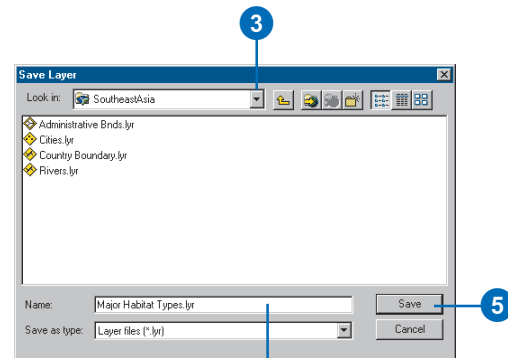 3
Save Layer
Look in: SoutheastAsia
Administrative Bnds.lyr
Cities.lyr
Country Boundary.lyr
Rivers.lyr
Name: Major Habitat Types.lyr Save 5
Save as type: Layer files (*.lyr) Cancel